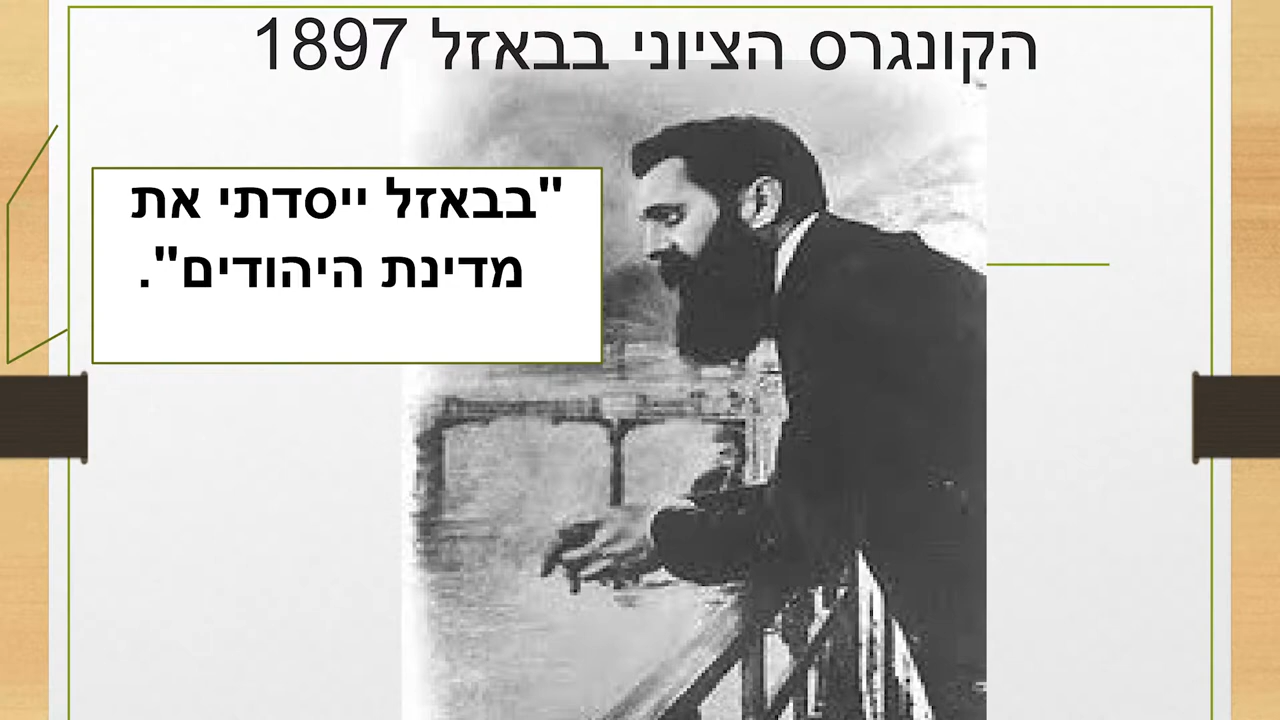 הקונגרס הציוני בבאזל 1897
"בבאזל ייסדתי את
מדינת היהודים".